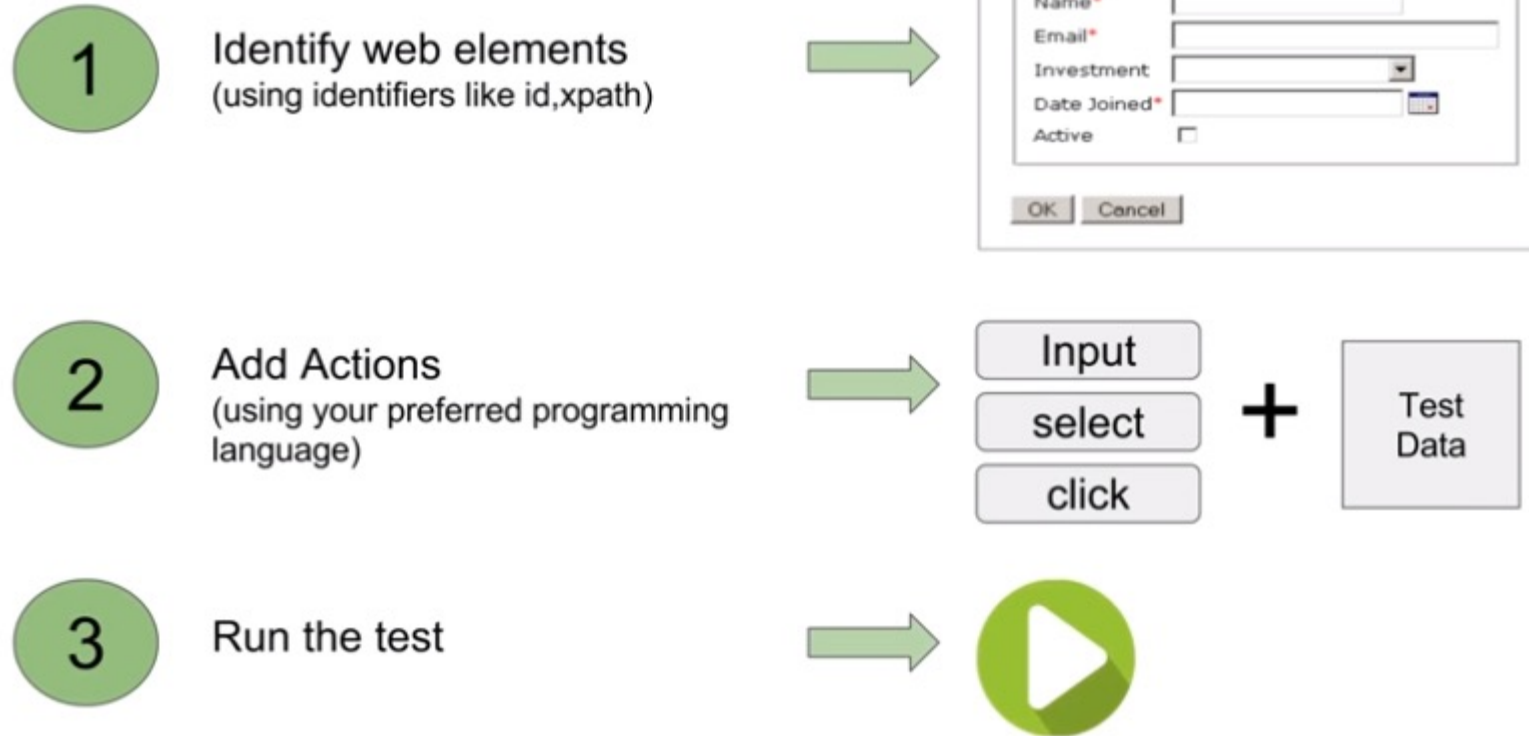 1
Identify web elements
(using identifiers like id,xpath)
Name*
Email*
Investment
Date Joined*
Active
OK Cancel
2
Add Actions
(using your preferred programming
language)
Input
select
click
+
Test
Data
3
Run the test